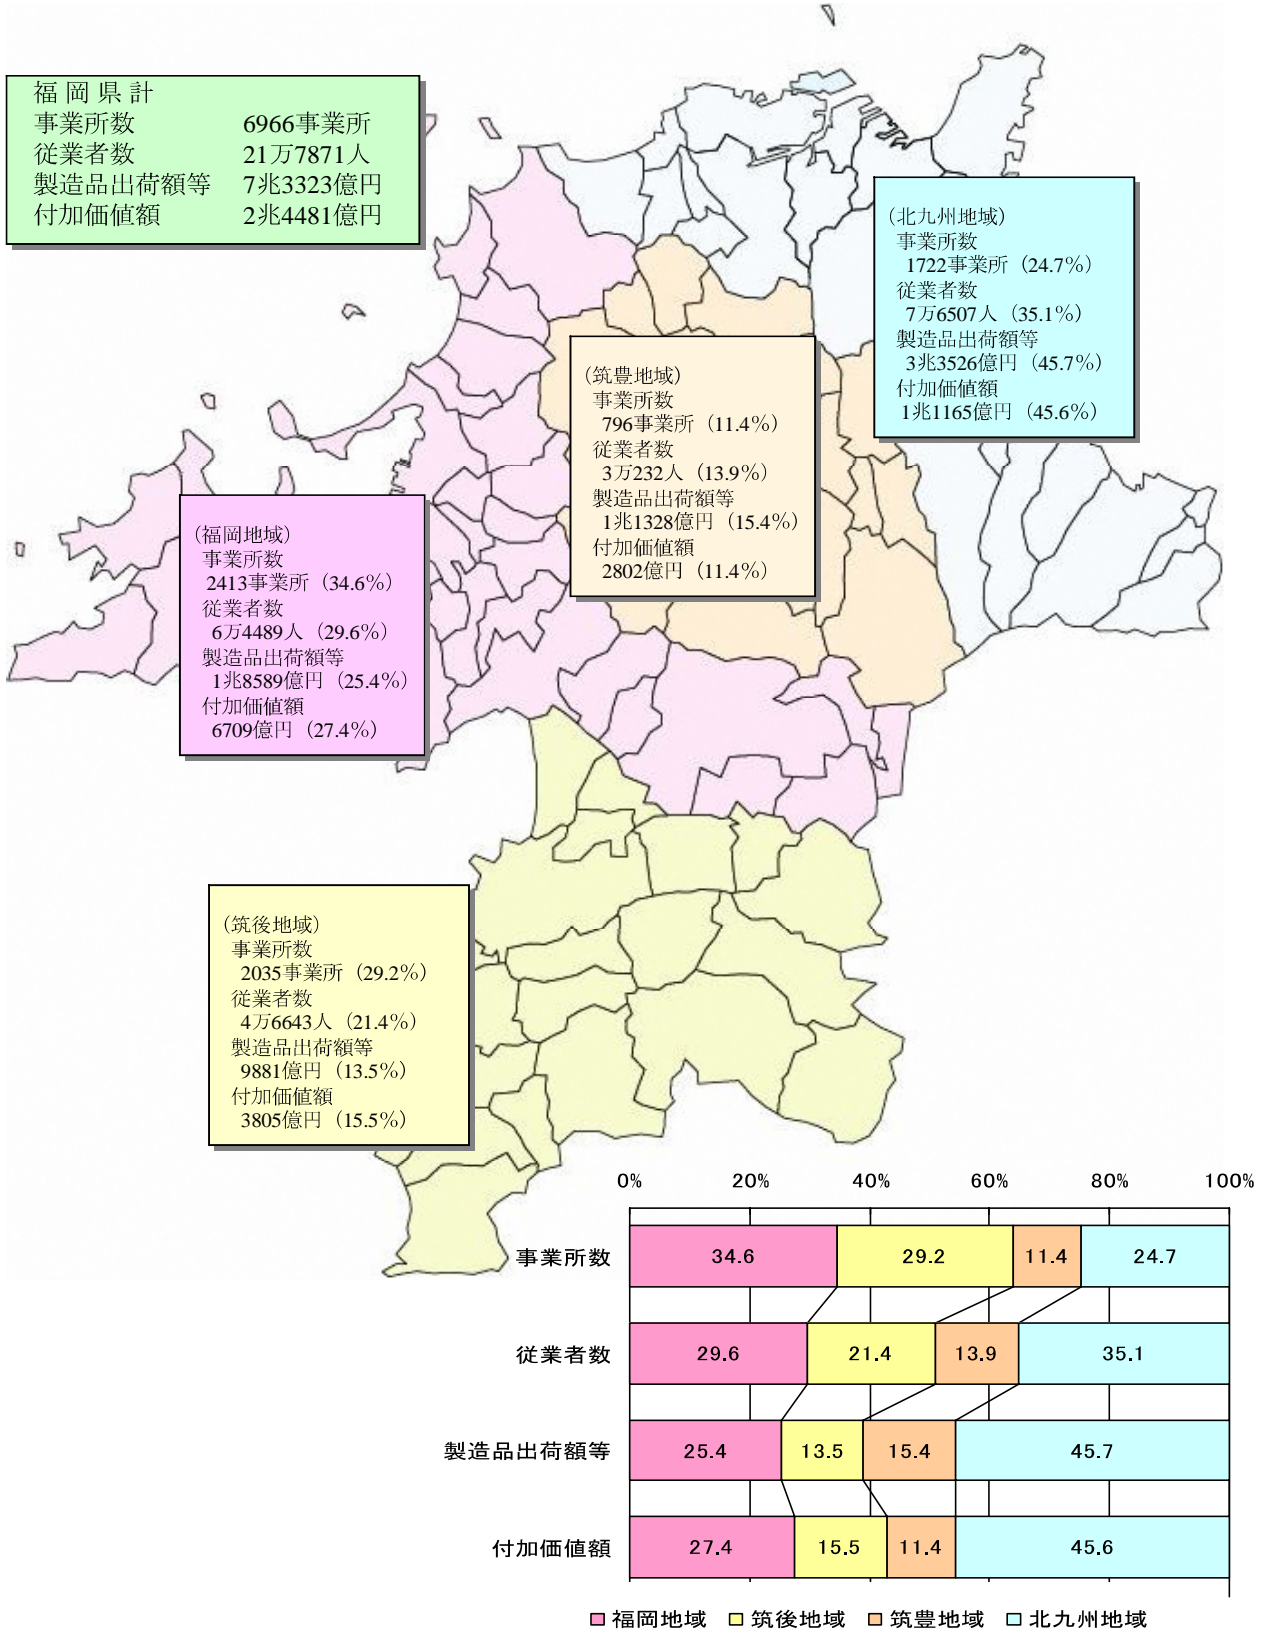 福岡県計
事業所数 6966事業所
従業者数 21万7871人
製造品出荷額等 7兆3323億円
付加価値額 2兆4481億円
(北九州地域)
事業所数
1722事業所(24.7%)
従業者数
7万6507人(35.1%)
製造品出荷額等
3兆3526億円(45.7%)
付加価値額
1兆1165億円(45.6%)
(筑豊地域)
事業所数
796事業所(11.4%)
従業者数
3万232人(13.9%)
製造品出荷額等
1兆1328億円(15.4%)
付加価値額
2802億円(11.4%)
(福岡地域)
事業所数
2413事業所(34.6%)
従業者数
6万4489人(29.6%)
製造品出荷額等
1兆8589億円(25.4%)
付加価値額
6709億円(27.4%)
(筑後地域)
事業所数
2035事業所(29.2%)
従業者数
4万6643人(21.4%)
製造品出荷額等
9881億円(13.5%)
付加価値額
3805億円(15.5%)
0% 20% 40% 60% 80% 100%
事業所数 34.6 29.2 11.4 24.7
従業者数 29.6 21.4 13.9 35.1
製造品出荷額等 25.4 13.5 15.4 45.7
付加価値額 27.4 15.5 11.4 45.6
福岡地域 筑後地域 筑豊地域 北九州地域